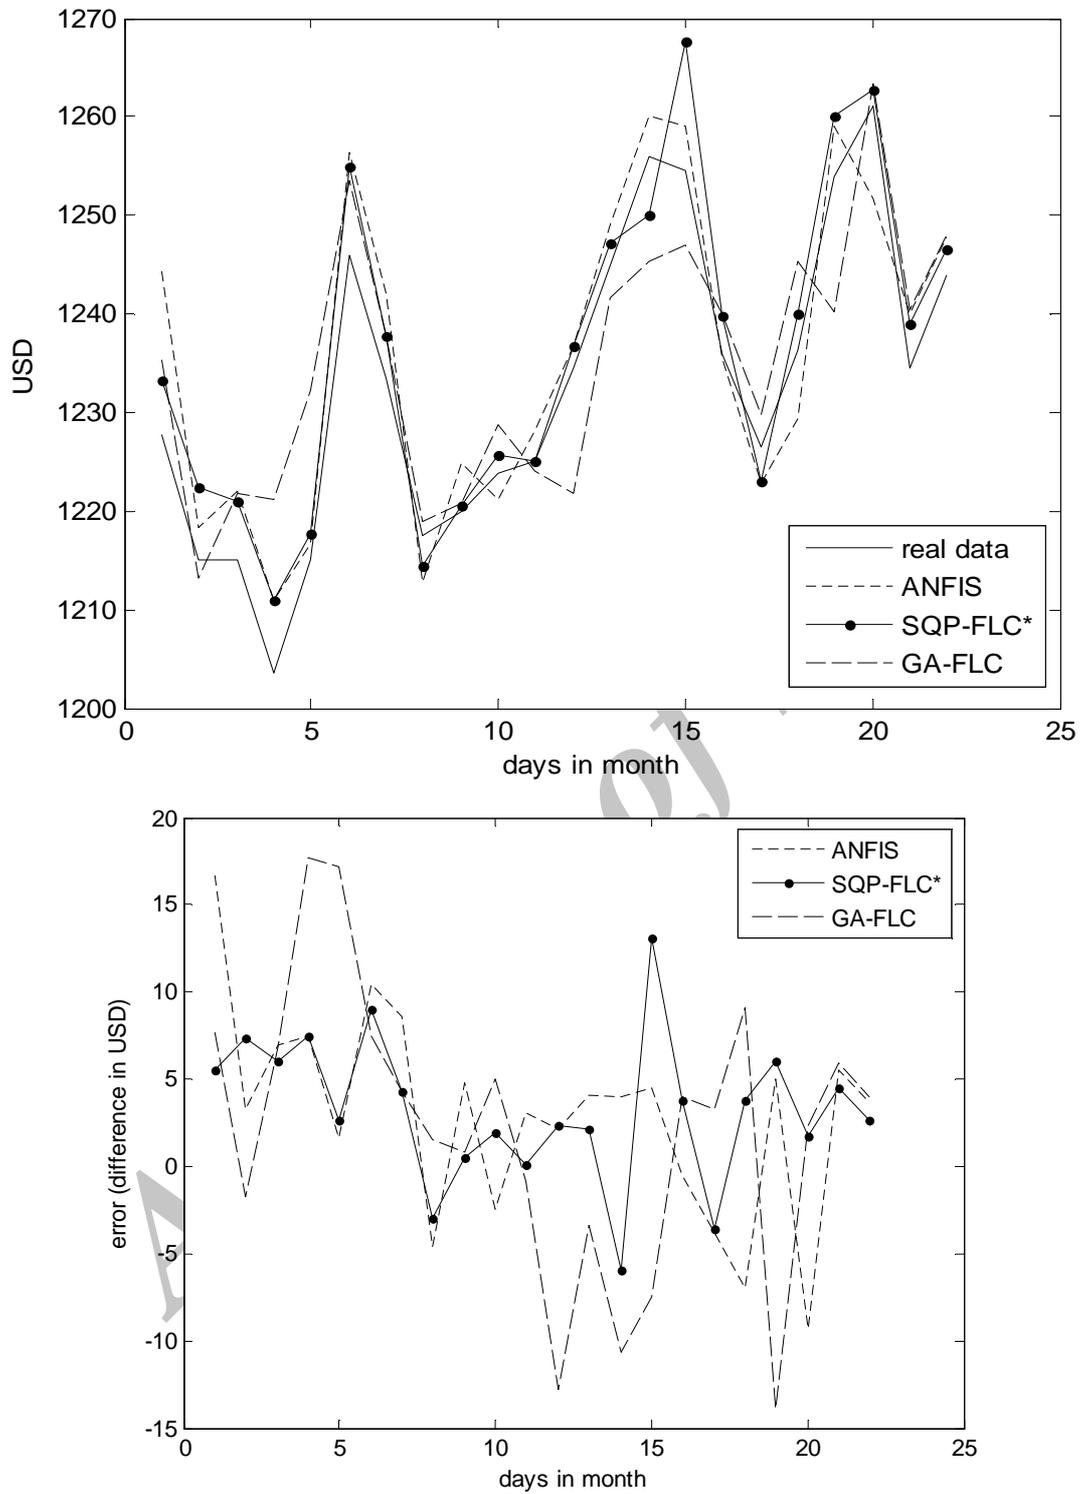 1270
1260
1250
1240
1230
1220
1210
1200
USD
real data
ANFIS
SQP-FLC*
GA-FLC
0 5 10 15 20 25
days in month
20
15
10
5
0
-5
-10
-15
error (difference in USD)
ANFIS
SQP-FLC*
GA-FLC
0 5 10 15 20 25
days in month